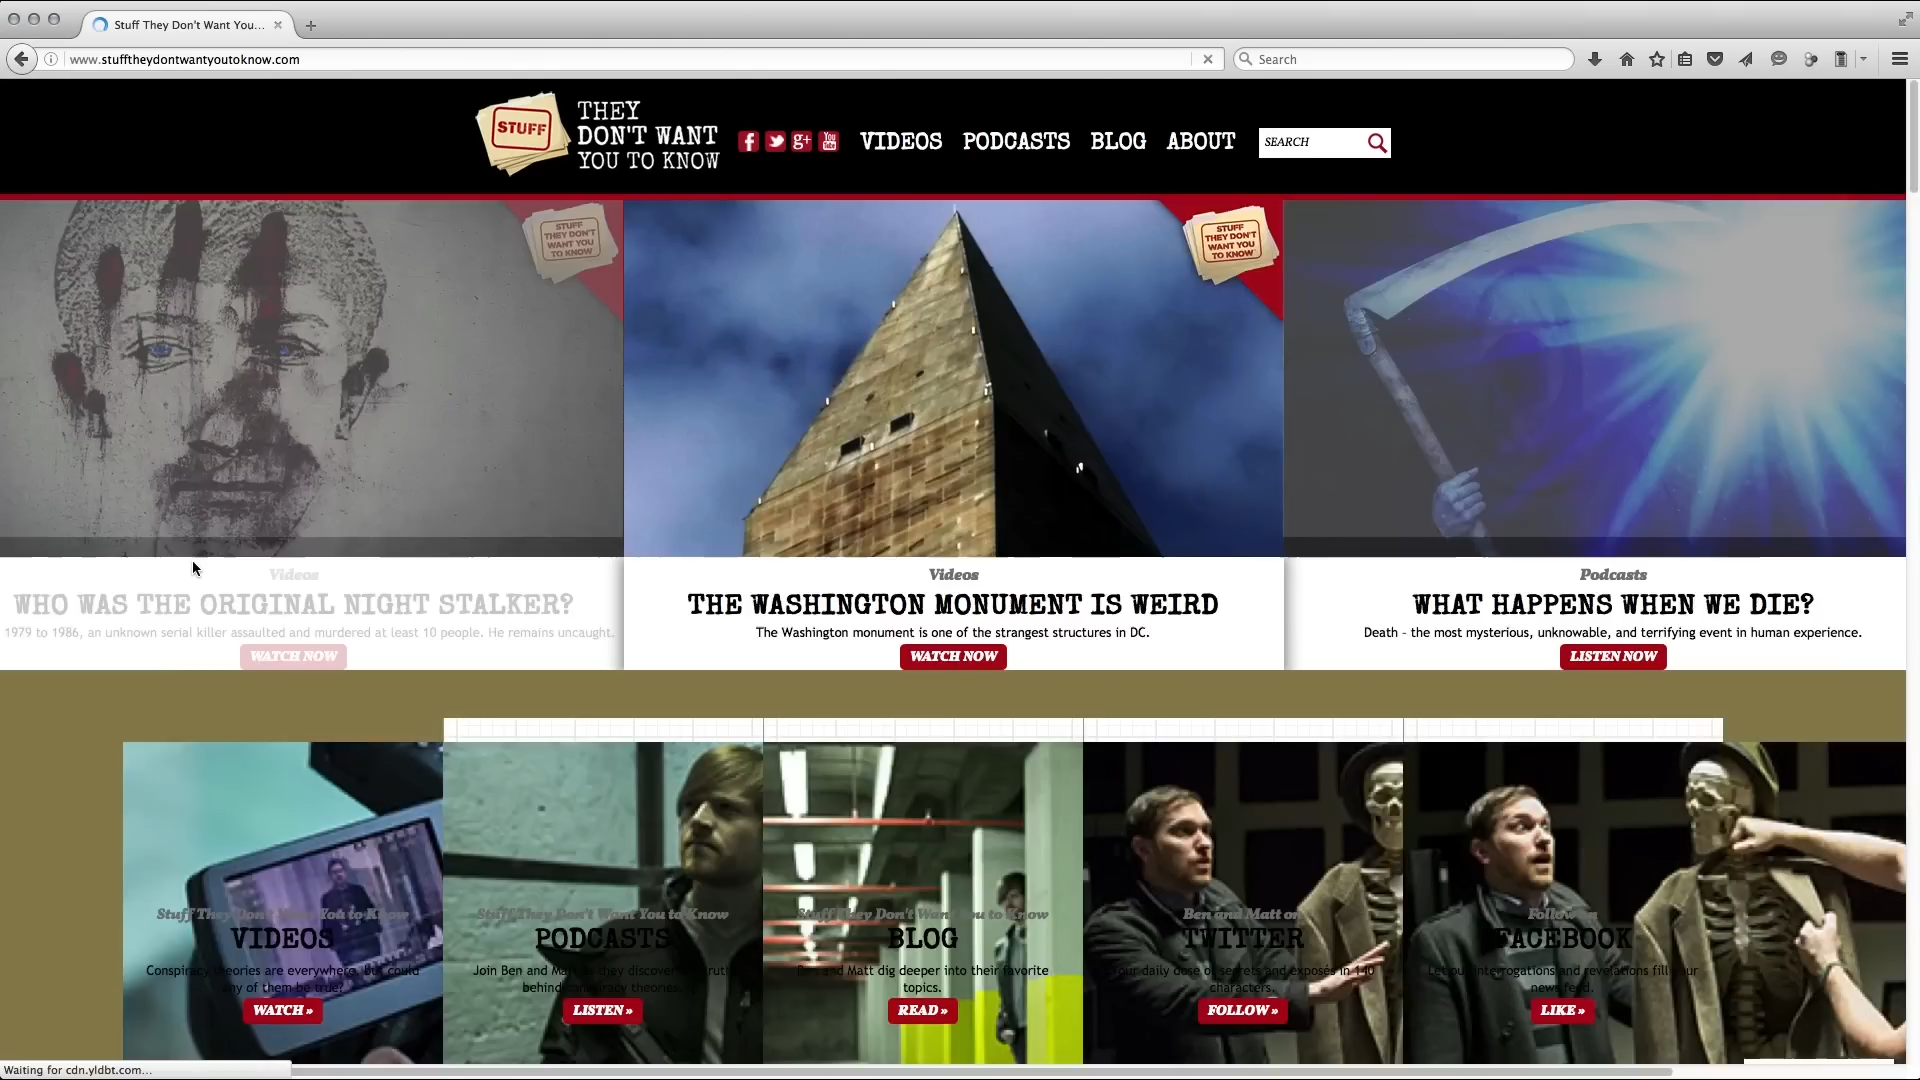 Stuff They Don't Want You...
www.stufftheydontwantyoutoknow.com
Search
STUFF
THEY
DON'T WANT
YOU TO KNOW
f
g+
You
Tube
VIDEOS
PODCASTS
BLOG
ABOUT
SEARCH
STUFF
THEY DON'T
WANT YOU
TO KNOW
STUFF
THEY DON'T
WANT YOU
TO KNOW
Videos
WHO WAS THE ORIGINAL NIGHT STALKER?
1979 to 1986, an unknown serial killer assaulted and murdered at least 10 people. He remains uncaught.
WATCH NOW
Videos
THE WASHINGTON MONUMENT IS WEIRD
The Washington monument is one of the strangest structures in DC.
WATCH NOW
Podcasts
WHAT HAPPENS WHEN WE DIE?
Death - the most mysterious, unknowable, and terrifying event in human experience.
LISTEN NOW
Stuff They Don't Want You to Know
VIDEOS
Conspiracy theories are everywhere, but could
any of them be true?
WATCH »
Stuff They Don't Want You to Know
PODCASTS
Join Ben and Matt as they discover the truth
behind conspiracy theories.
LISTEN »
Stuff They Don't Want You to Know
BLOG
Ben and Matt dig deeper into their favorite
topics.
READ »
Ben and Matt on
TWITTER
Your daily dose of secrets and exposés in 140
characters.
FOLLOW »
Follow on
FACEBOOK
Let our interrogations and revelations fill your
news feed.
LIKE »
Waiting for cdn.yldbt.com...